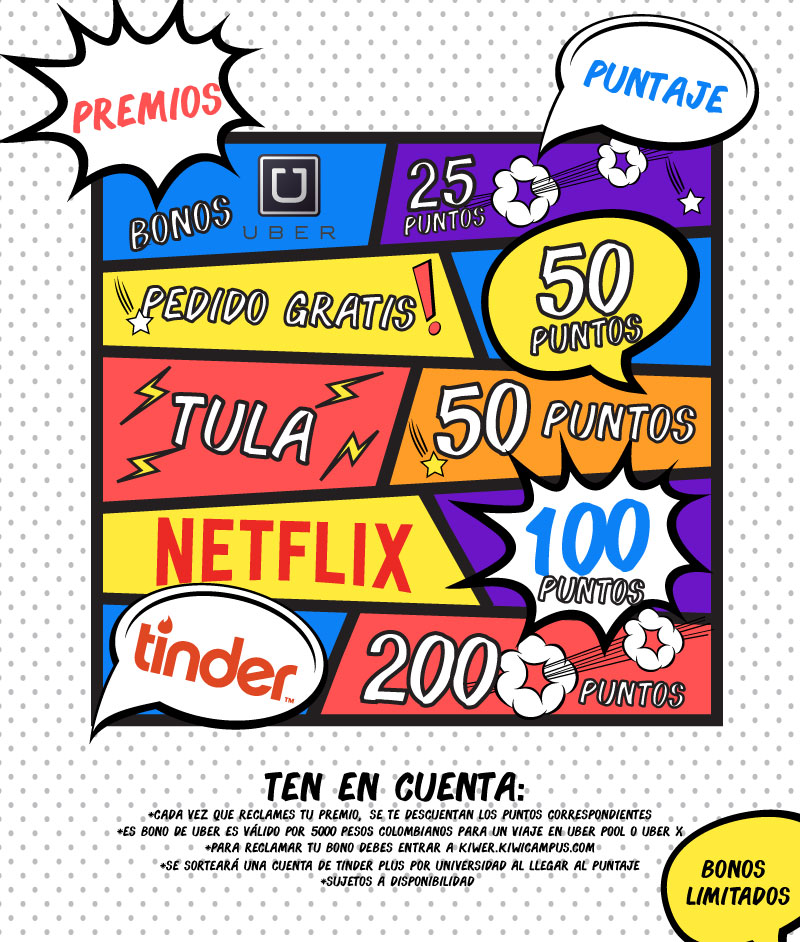 PREMIOS
PUNTAJE
BONOS
U
UBER
25
PUNTOS
PEDIDO GRATIS!
50
PUNTOS
TULA
50 PUNTOS
NETFLIX
100
PUNTOS
tinder™
200 PUNTOS
TEN EN CUENTA:
*CADA VEZ QUE RECLAMES TU PREMIO, SE TE DESCUENTAN LOS PUNTOS CORRESPONDIENTES
*ES BONO DE UBER ES VÁLIDO POR 5000 PESOS COLOMBIANOS PARA UN VIAJE EN UBER POOL O UBER X
*PARA RECLAMAR TU BONO DEBES ENTRAR A KIWER.KIWICAMPUS.COM
*SE SORTEARÁ UNA CUENTA DE TINDER PLUS POR UNIVERSIDAD AL LLEGAR AL PUNTAJE
*SUJETOS A DISPONIBILIDAD
BONOS
LIMITADOS